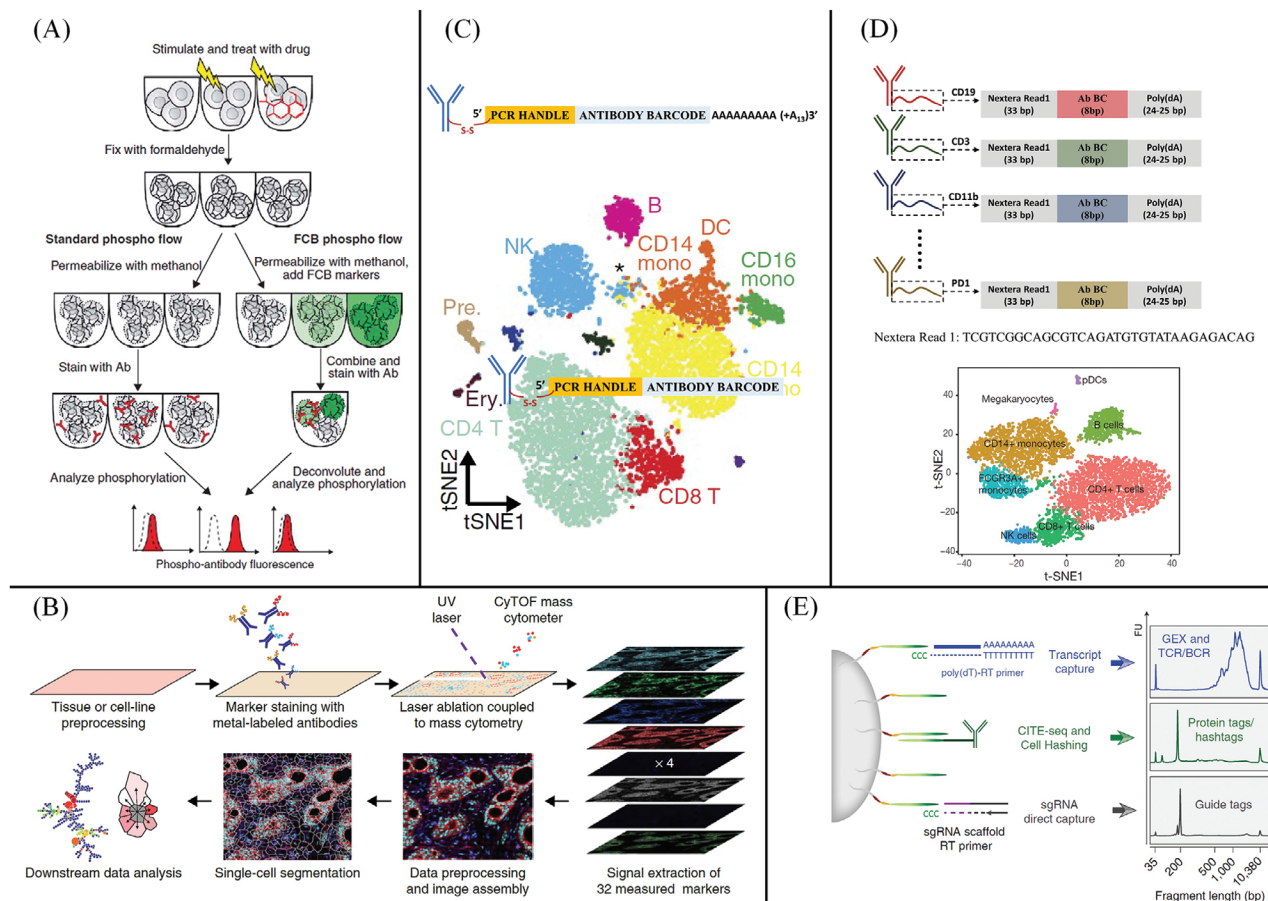 (A)
Stimulate and treat with drug
Fix with formaldehyde
Standard phospho flow
FCB phospho flow
Permeabilize with methanol
Permeabilize with methanol,
add FCB markers
Stain with Ab
Combine and
stain with Ab
Analyze phosphorylation
Deconvolute and
analyze phosphorylation
Phospho-antibody fluorescence
(C)
5′ PCR HANDLE ANTIBODY BARCODE AAAAAAAAA (+A13)3′
S-S
B
NK
*
CD14
mono
DC
CD16
mono
Pre.
CD14
mono
5′ PCR HANDLE ANTIBODY BARCODE
S-S
Ery.
CD4 T
CD8 T
tSNE2
tSNE1
(D)
CD19
Nextera Read1
(33 bp)
Ab BC
(8bp)
Poly(dA)
(24-25 bp)
CD3
Nextera Read1
(33 bp)
Ab BC
(8bp)
Poly(dA)
(24-25 bp)
CD11b
Nextera Read1
(33 bp)
Ab BC
(8bp)
Poly(dA)
(24-25 bp)
PD1
Nextera Read1
(33 bp)
Ab BC
(8bp)
Poly(dA)
(24-25 bp)
Nextera Read 1: TCGTCGGCAGCGTCAGATGTGTATAAGAGACAG
pDCs
Megakaryocytes
B cells
CD14+ monocytes
FCGR3A+
monocytes
CD4+ T cells
CD8+ T cells
NK cells
t-SNE2
40
20
0
−20
−40
−40 −20 0 20 40
t-SNE1
(B)
UV
laser
CyTOF mass
cytometer
Tissue or cell-line
preprocessing
Marker staining with
metal-labeled antibodies
Laser ablation coupled
to mass cytometry
× 4
Downstream data analysis
Single-cell segmentation
Data preprocessing
and image assembly
Signal extraction of
32 measured markers
(E)
FU
AAAAAAAAA
CCC
TTTTTTTTTT
poly(dT)-RT primer
Transcript
capture
GEX and
TCR/BCR
CITE-seq and
Cell Hashing
Protein tags/
hashtags
CCC
sgRNA scaffold
RT primer
sgRNA
direct capture
Guide tags
35 200 500 1,000 10,380
Fragment length (bp)